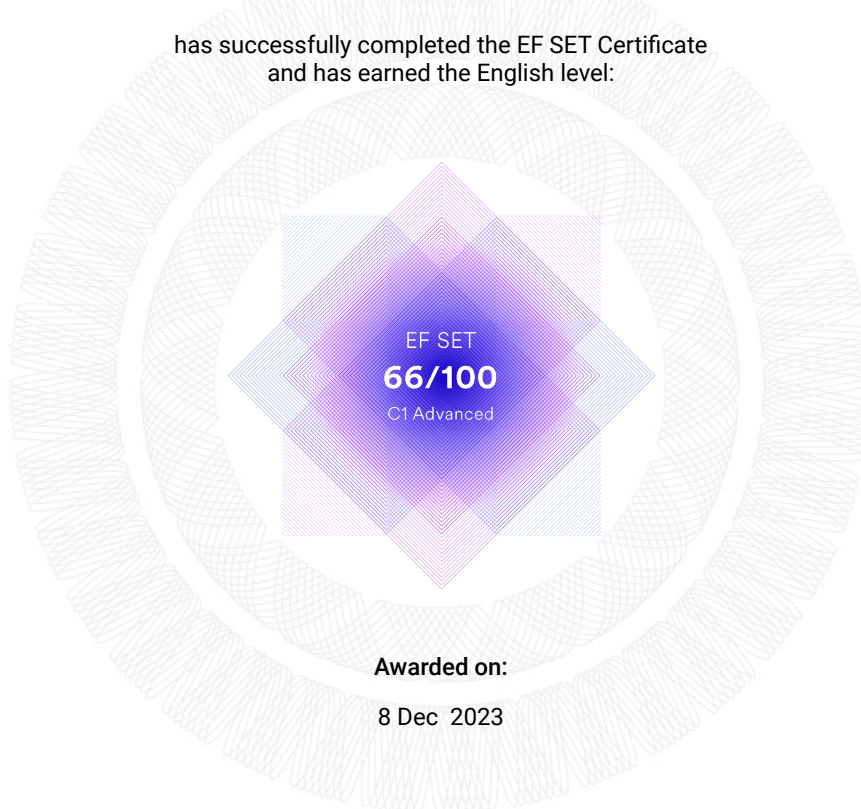 has successfully completed the EF SET Certificate
and has earned the English level:
EF SET
66/100
C1 Advanced
Awarded on:
8 Dec 2023